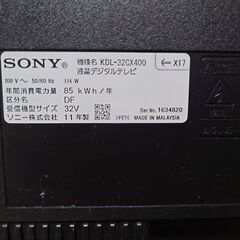 SONY®
機種名 KDL-32CX400
液晶デジタルテレビ
← X17
100 V ~ 50/60 Hz 114 W
年間消費電力量 85 kWh/年
区分名 DF
受信機型サイズ 32V
ソニー株式会社 11年製
Ser.No.1634820
MADE IN MALAYSIA